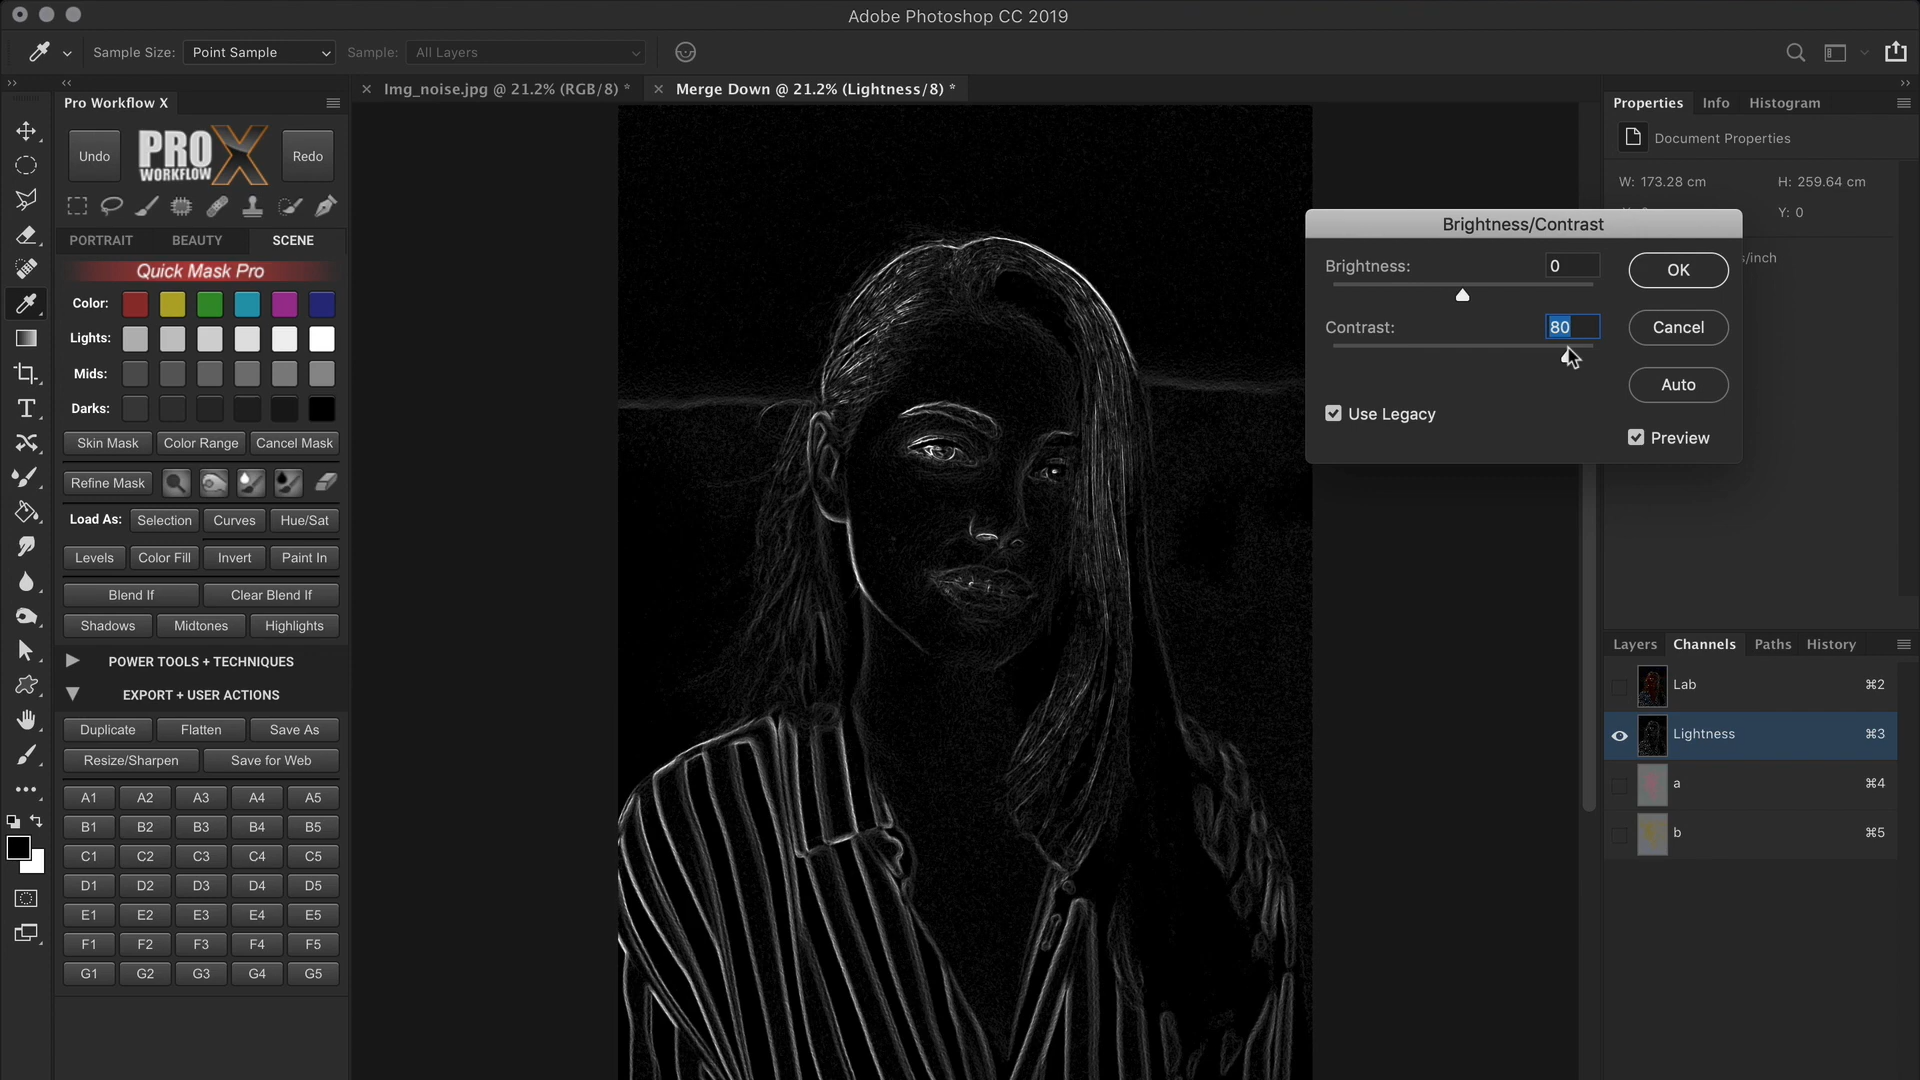 Adobe Photoshop CC 2019
Sample Size: Point Sample Sample: All Layers
Pro Workflow X
Img_noise.jpg @ 21.2% (RGB/8) *
Merge Down @ 21.2% (Lightness/8) *
Undo
PRO X
WORKFLOW
Redo
PORTRAIT BEAUTY SCENE
Quick Mask Pro
Color:
Lights:
Mids:
Darks:
Skin Mask Color Range Cancel Mask
Refine Mask
Load As: Selection Curves Hue/Sat
Levels Color Fill Invert Paint In
Blend If Clear Blend If
Shadows Midtones Highlights
POWER TOOLS + TECHNIQUES
EXPORT + USER ACTIONS
Duplicate Flatten Save As
Resize/Sharpen Save for Web
A1 A2 A3 A4 A5
B1 B2 B3 B4 B5
C1 C2 C3 C4 C5
D1 D2 D3 D4 D5
E1 E2 E3 E4 E5
F1 F2 F3 F4 F5
G1 G2 G3 G4 G5
Brightness/Contrast
Brightness: 0
OK
Contrast: 80
Cancel
Auto
Use Legacy
Preview
Properties Info Histogram
Document Properties
W: 173.28 cm H: 259.64 cm
Y: 0
s/inch
Layers Channels Paths History
Lab ⌘2
Lightness ⌘3
a ⌘4
b ⌘5